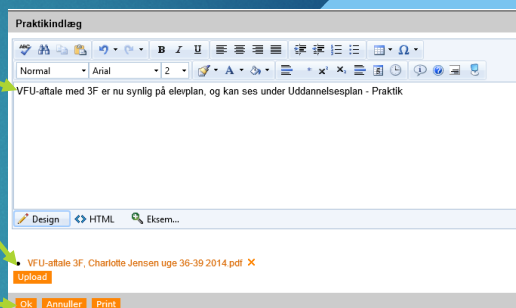 Praktikindlæg
Normal Arial 2
VFU-aftale med 3F er nu synlig på elevplan, og kan ses under Uddannelsesplan - Praktik
Design HTML Eksem...
VFU-aftale 3F, Charlotte Jensen uge 36-39 2014 pdf
Upload
Ok Annuller Print